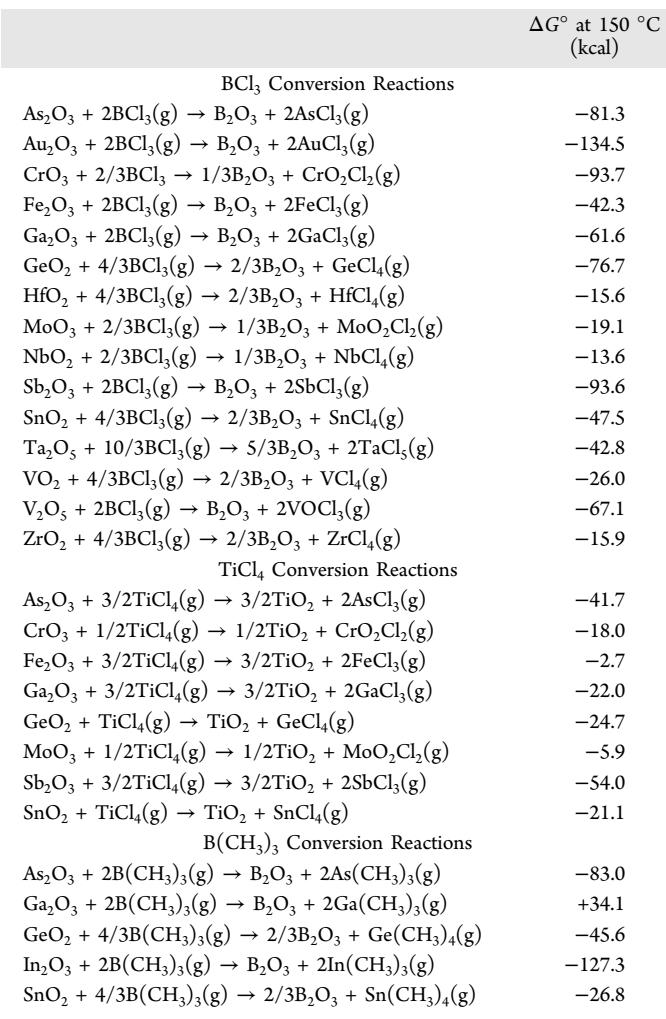 ΔG° at 150 °C
(kcal)
BCl₃ Conversion Reactions
As₂O₃ + 2BCl₃(g) → B₂O₃ + 2AsCl₃(g) −81.3
Au₂O₃ + 2BCl₃(g) → B₂O₃ + 2AuCl₃(g) −134.5
CrO₃ + 2/3BCl₃ → 1/3B₂O₃ + CrO₂Cl₂(g) −93.7
Fe₂O₃ + 2BCl₃(g) → B₂O₃ + 2FeCl₃(g) −42.3
Ga₂O₃ + 2BCl₃(g) → B₂O₃ + 2GaCl₃(g) −61.6
GeO₂ + 4/3BCl₃(g) → 2/3B₂O₃ + GeCl₄(g) −76.7
HfO₂ + 4/3BCl₃(g) → 2/3B₂O₃ + HfCl₄(g) −15.6
MoO₃ + 2/3BCl₃(g) → 1/3B₂O₃ + MoO₂Cl₂(g) −19.1
NbO₂ + 2/3BCl₃(g) → 1/3B₂O₃ + NbCl₄(g) −13.6
Sb₂O₃ + 2BCl₃(g) → B₂O₃ + 2SbCl₃(g) −93.6
SnO₂ + 4/3BCl₃(g) → 2/3B₂O₃ + SnCl₄(g) −47.5
Ta₂O₅ + 10/3BCl₃(g) → 5/3B₂O₃ + 2TaCl₅(g) −42.8
VO₂ + 4/3BCl₃(g) → 2/3B₂O₃ + VCl₄(g) −26.0
V₂O₅ + 2BCl₃(g) → B₂O₃ + 2VOCl₃(g) −67.1
ZrO₂ + 4/3BCl₃(g) → 2/3B₂O₃ + ZrCl₄(g) −15.9
TiCl₄ Conversion Reactions
As₂O₃ + 3/2TiCl₄(g) → 3/2TiO₂ + 2AsCl₃(g) −41.7
CrO₃ + 1/2TiCl₄(g) → 1/2TiO₂ + CrO₂Cl₂(g) −18.0
Fe₂O₃ + 3/2TiCl₄(g) → 3/2TiO₂ + 2FeCl₃(g) −2.7
Ga₂O₃ + 3/2TiCl₄(g) → 3/2TiO₂ + 2GaCl₃(g) −22.0
GeO₂ + TiCl₄(g) → TiO₂ + GeCl₄(g) −24.7
MoO₃ + 1/2TiCl₄(g) → 1/2TiO₂ + MoO₂Cl₂(g) −5.9
Sb₂O₃ + 3/2TiCl₄(g) → 3/2TiO₂ + 2SbCl₃(g) −54.0
SnO₂ + TiCl₄(g) → TiO₂ + SnCl₄(g) −21.1
B(CH₃)₃ Conversion Reactions
As₂O₃ + 2B(CH₃)₃(g) → B₂O₃ + 2As(CH₃)₃(g) −83.0
Ga₂O₃ + 2B(CH₃)₃(g) → B₂O₃ + 2Ga(CH₃)₃(g) +34.1
GeO₂ + 4/3B(CH₃)₃(g) → 2/3B₂O₃ + Ge(CH₃)₄(g) −45.6
In₂O₃ + 2B(CH₃)₃(g) → B₂O₃ + 2In(CH₃)₃(g) −127.3
SnO₂ + 4/3B(CH₃)₃(g) → 2/3B₂O₃ + Sn(CH₃)₄(g) −26.8